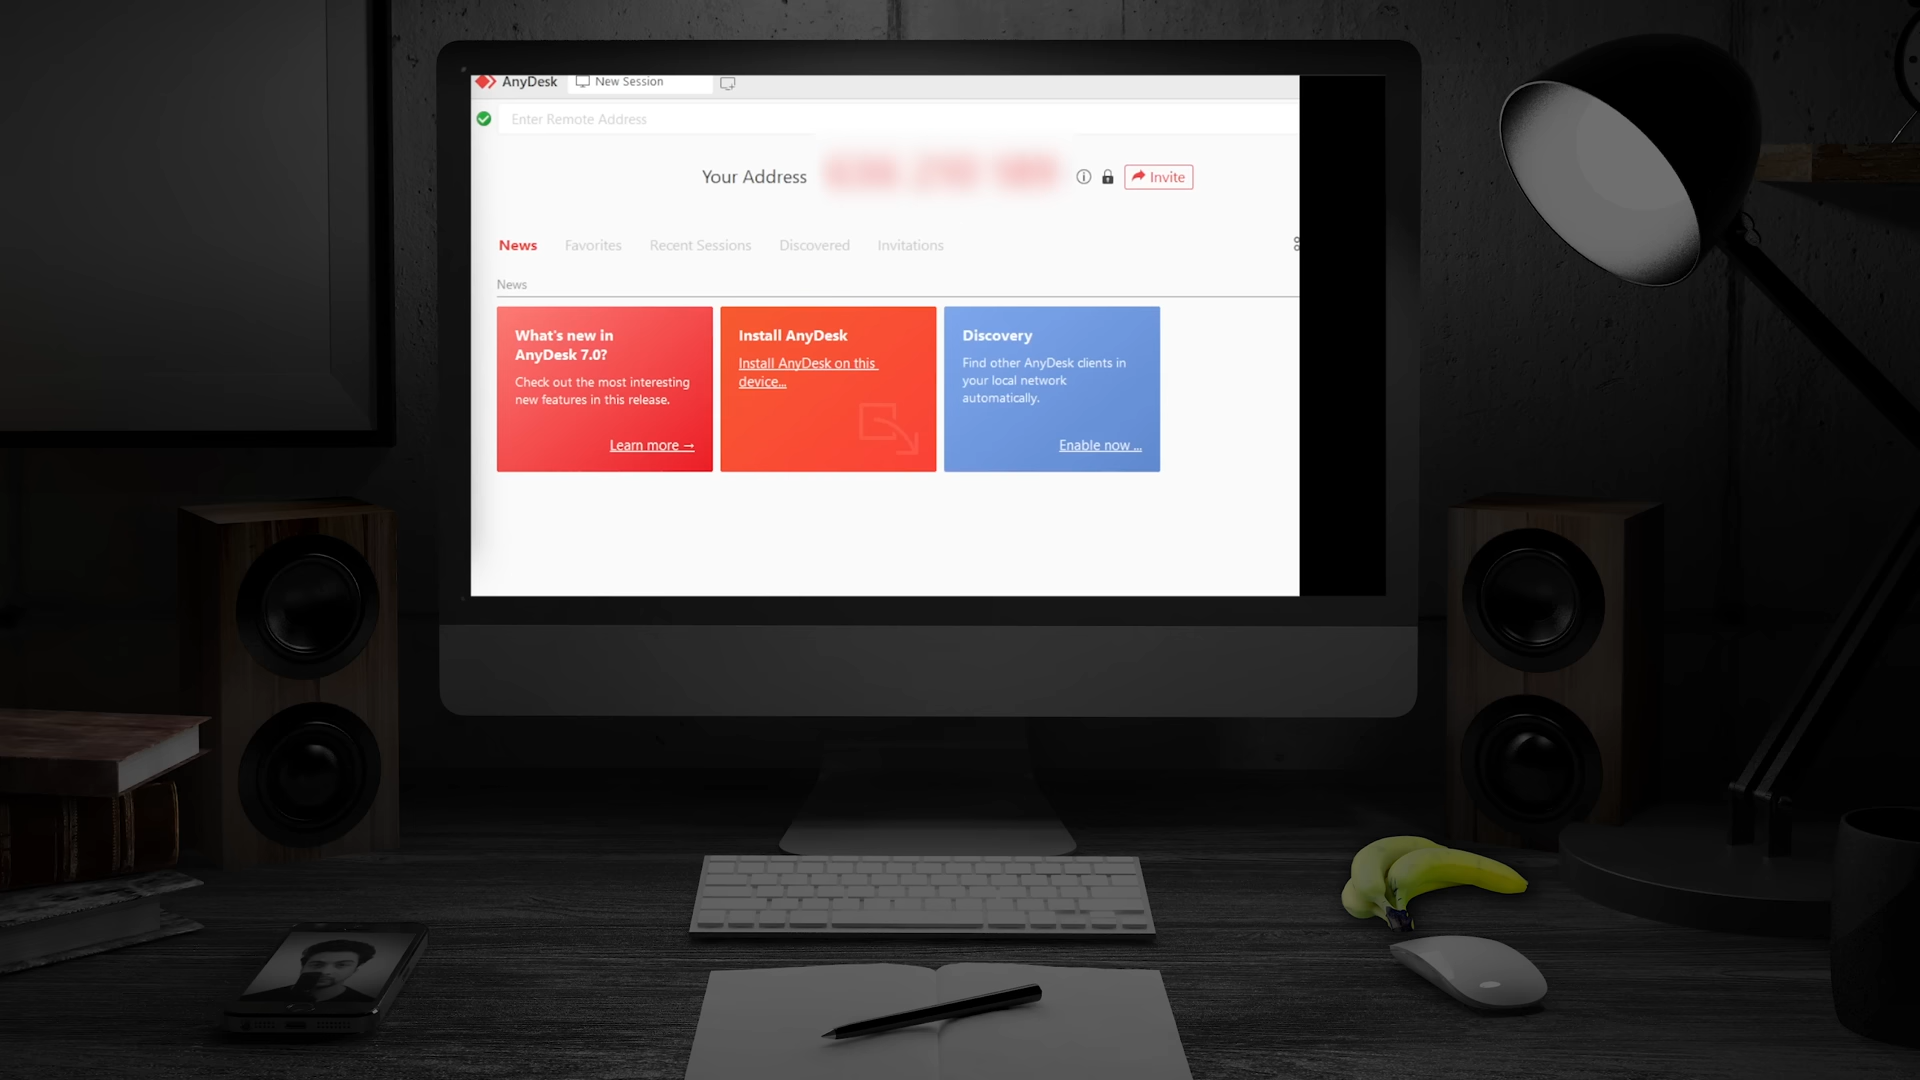 AnyDesk New Session
Enter Remote Address
Your Address
Invite
News Favorites Recent Sessions Discovered Invitations
News
What's new in
AnyDesk 7.0?
Check out the most interesting
new features in this release.
Learn more →
Install AnyDesk
Install AnyDesk on this
device...
Discovery
Find other AnyDesk clients in
your local network
automatically.
Enable now ...